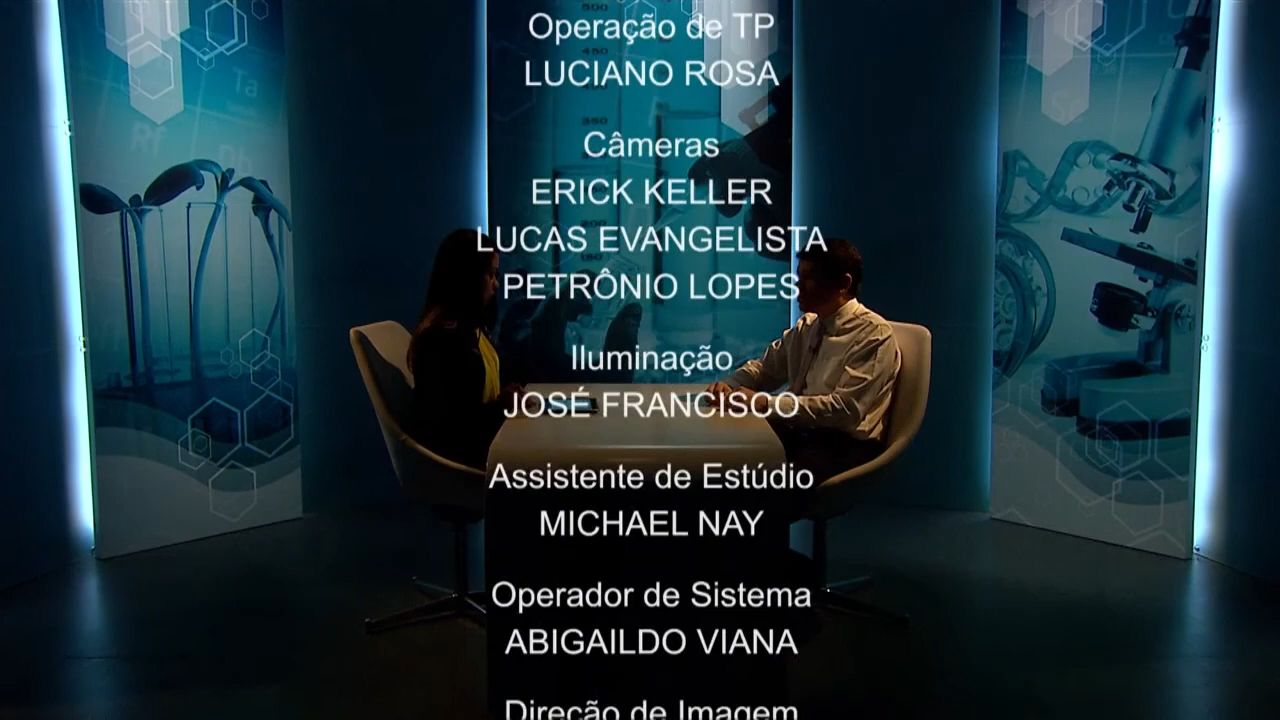 Operação de TP
LUCIANO ROSA
Câmeras
ERICK KELLER
LUCAS EVANGELISTA
PETRÔNIO LOPES
Iluminação
JOSÉ FRANCISCO
Assistente de Estúdio
MICHAEL NAY
Operador de Sistema
ABIGAILDO VIANA
Direção de Imagem